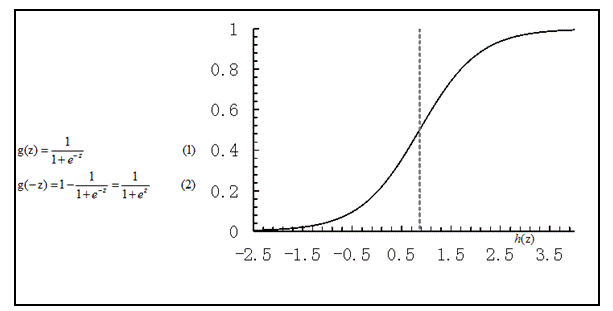 g(z) = 1/(1+e^{-z}) (1)
g(-z) =1- 1/(1+e^{-z}) = 1/(1+e^{z}) (2)
1
0.8
0.6
0.4
0.2
0
h(z)
-2.5 -1.5 -0.5 0.5 1.5 2.5 3.5